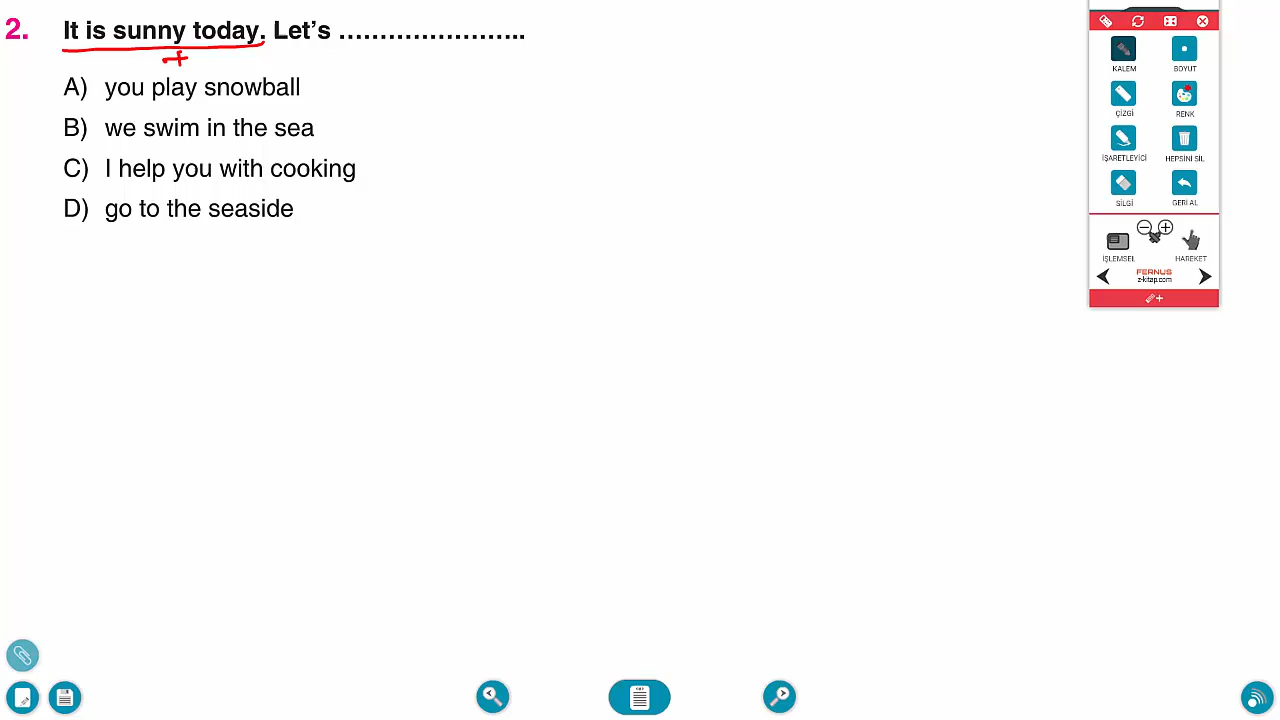 2. It is sunny today. Let's ........................
+
A) you play snowball
B) we swim in the sea
C) I help you with cooking
D) go to the seaside
KALEM BOYUT
ÇİZGİ RENK
İŞARETLEYİCİ HEPSİNİ SİL
SİLGİ GERİ AL
İŞLEMSEL HAREKET
FERNUS
z-kitap.com